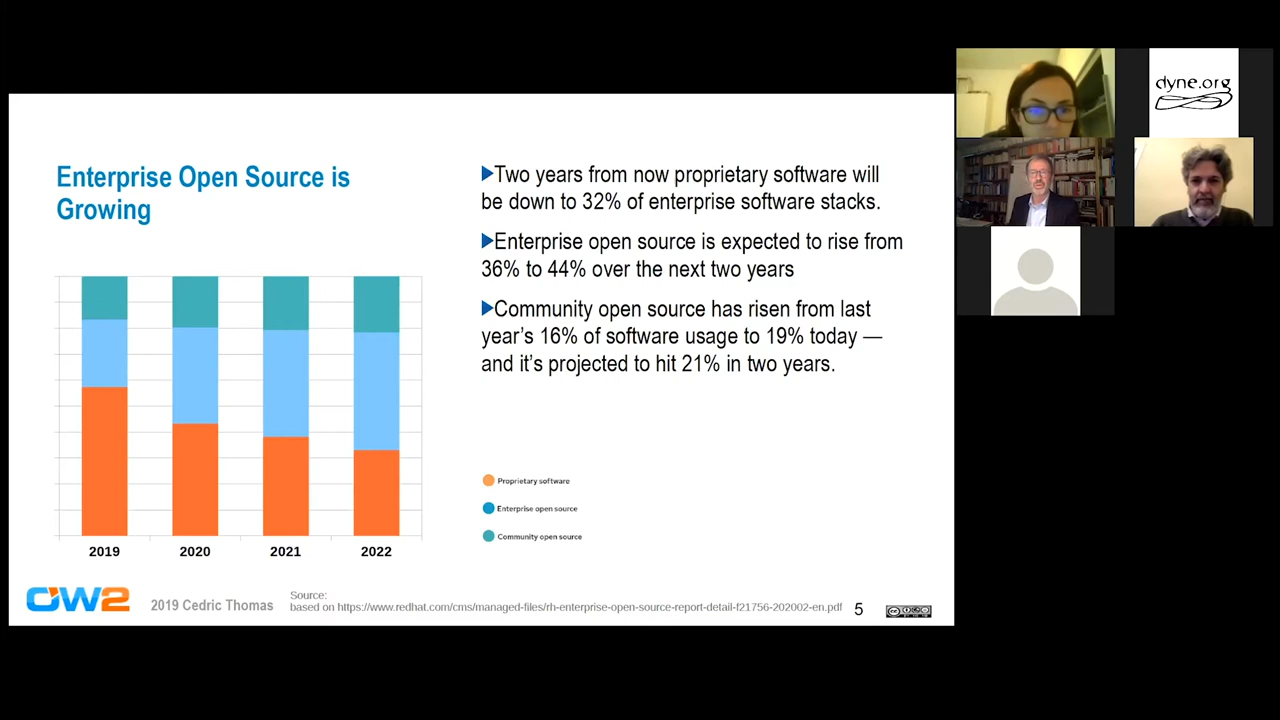 dyne.org
Enterprise Open Source is
Growing
►Two years from now proprietary software will
be down to 32% of enterprise software stacks.
►Enterprise open source is expected to rise from
36% to 44% over the next two years
►Community open source has risen from last
year’s 16% of software usage to 19% today —
and it’s projected to hit 21% in two years.
Proprietary software
Enterprise open source
Community open source
2019 2020 2021 2022
OW2
2019 Cedric Thomas
Source:
based on https://www.redhat.com/cms/managed-files/rh-enterprise-open-source-report-detail-f21756-202002-en.pdf
5